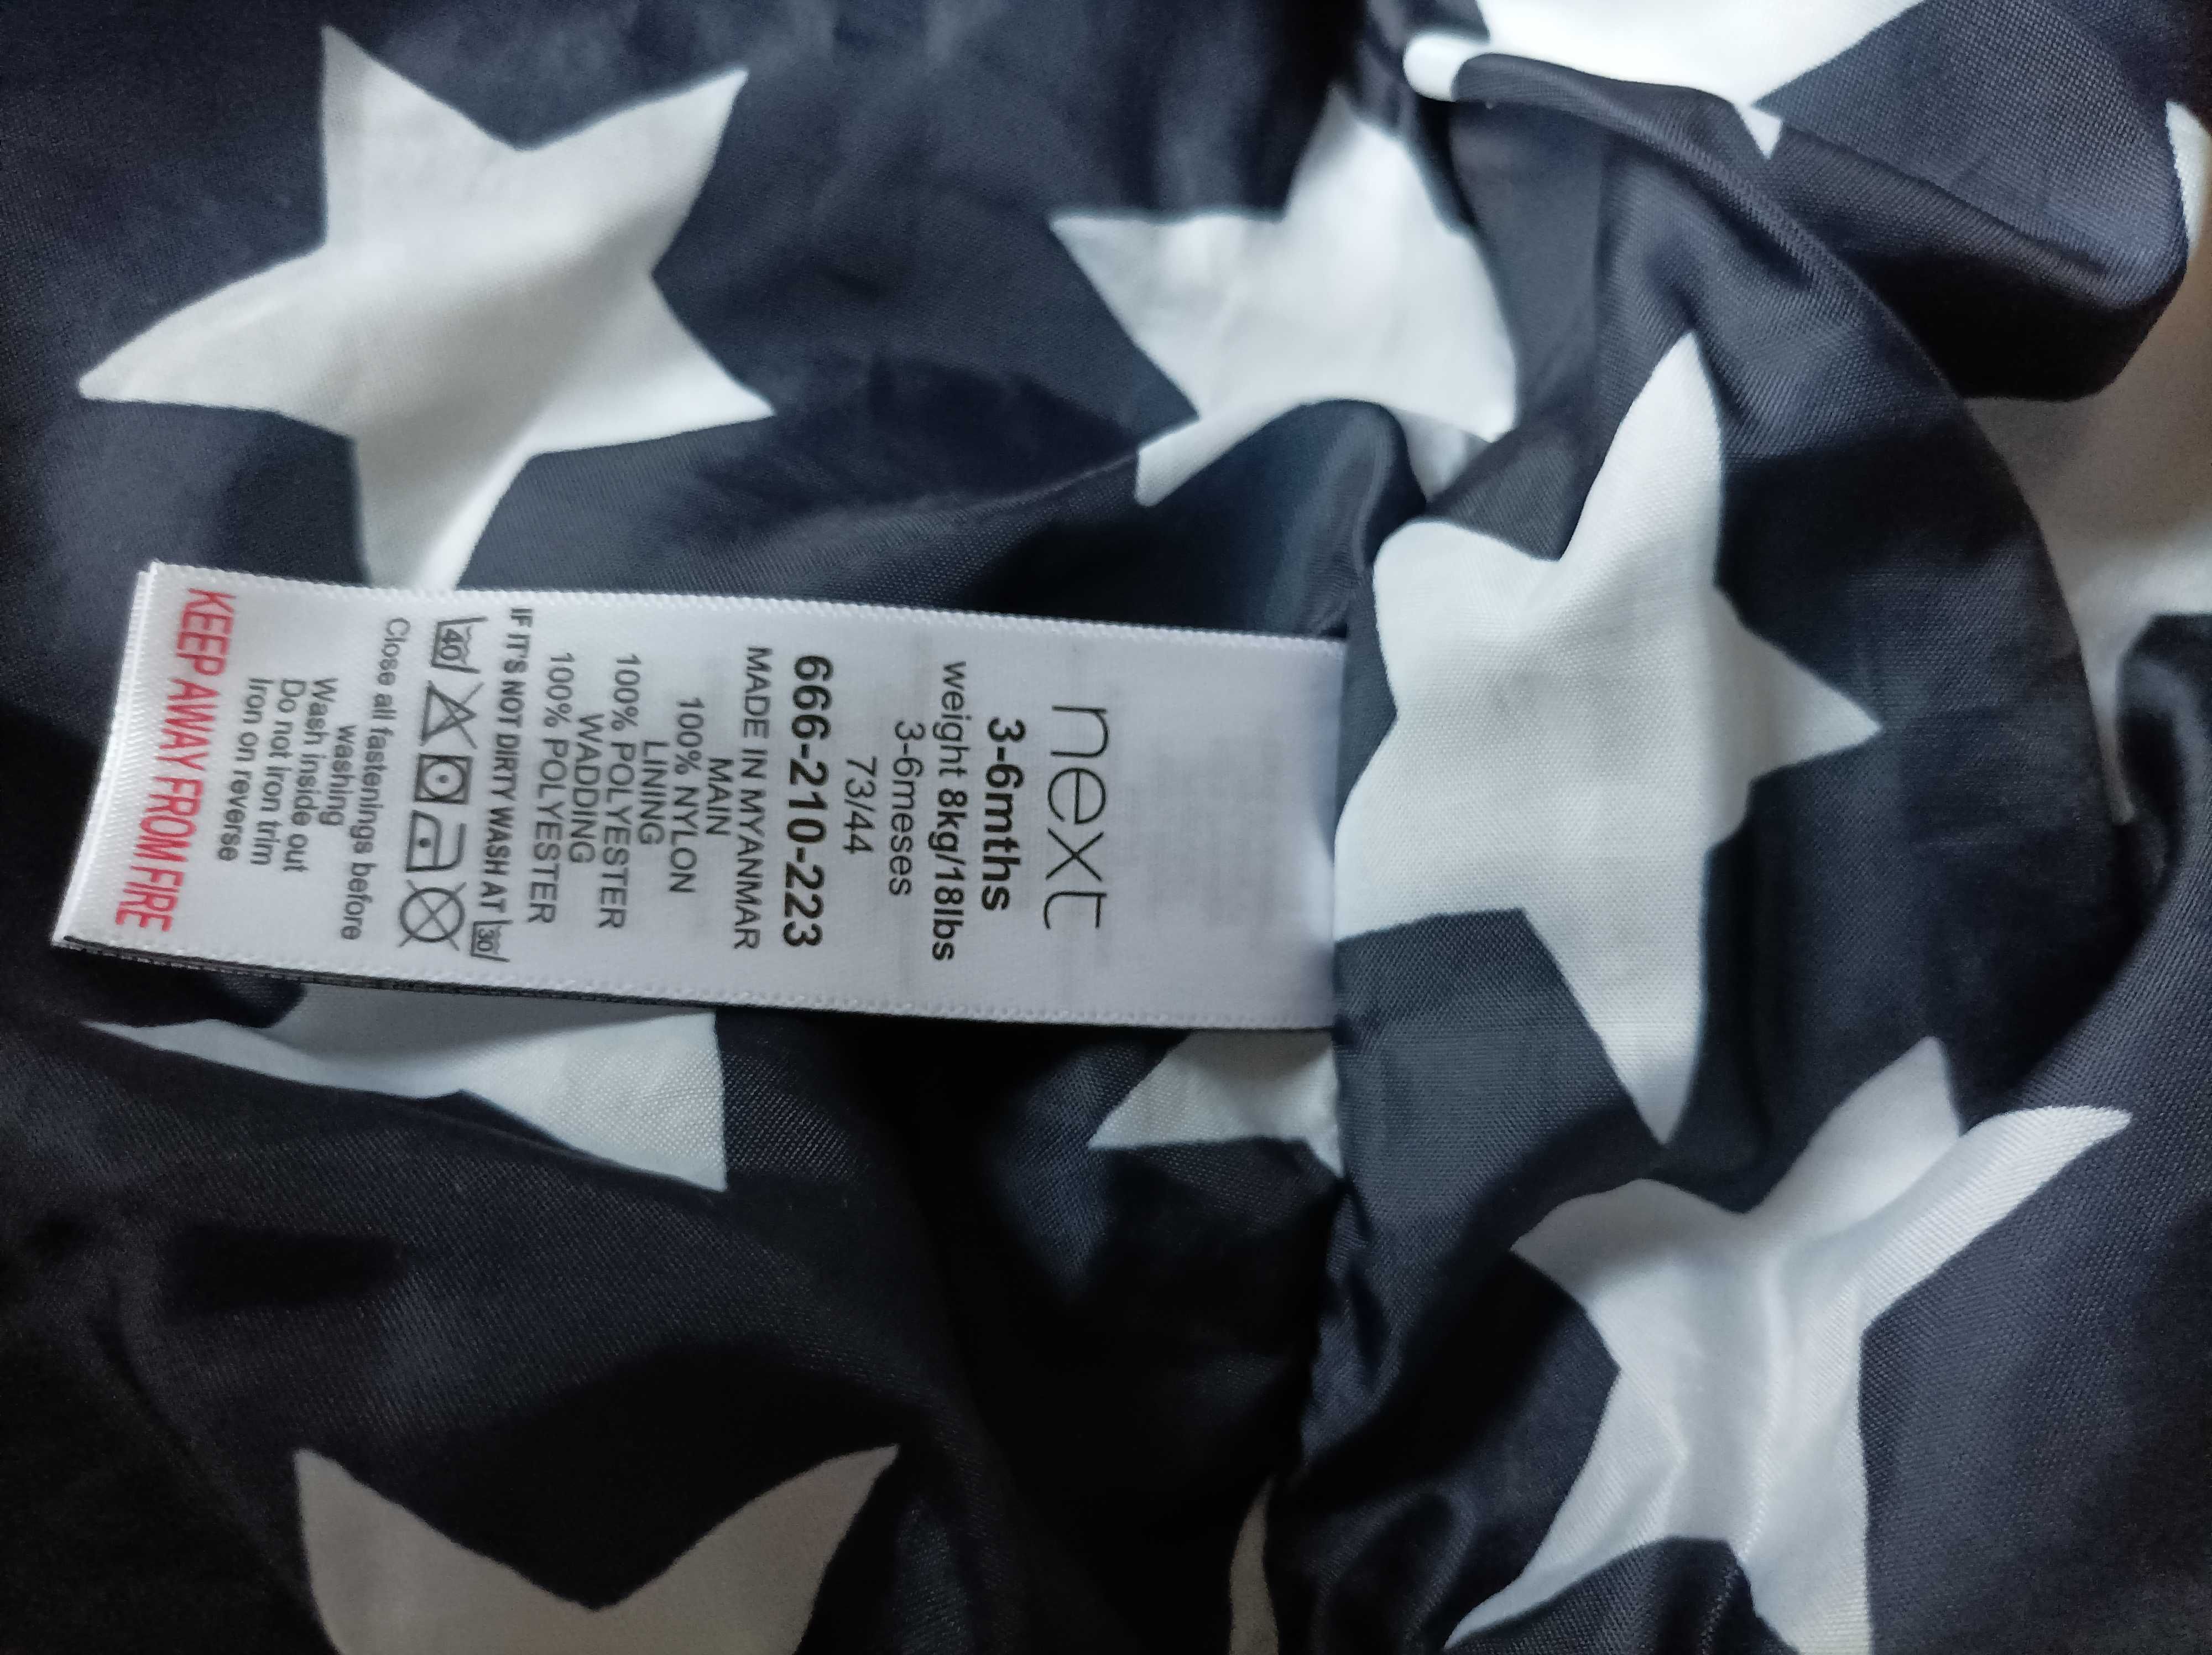 next
3-6mths
weight 8kg/18lbs
3-6meses
73/44
666-210-223
MADE IN MYANMAR
MAIN
100% NYLON
LINING
100% POLYESTER
WADDING
100% POLYESTER
IF IT'S NOT DIRTY WASH AT 30
40
Close all fastenings before
washing
Wash inside out
Do not iron trim
Iron on reverse
KEEP AWAY FROM FIRE